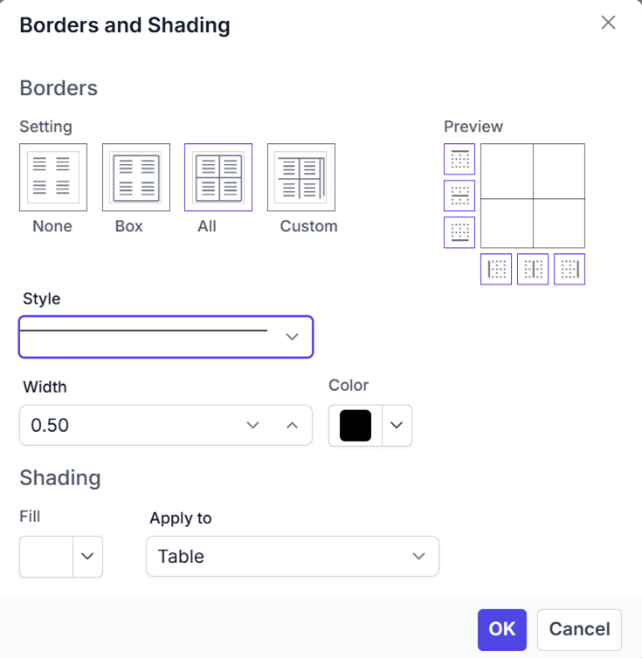 Borders and Shading
Borders
Setting
Preview
None
Box
All
Custom
Style
Width
Color
0.50
Shading
Fill
Apply to
Table
OK
Cancel